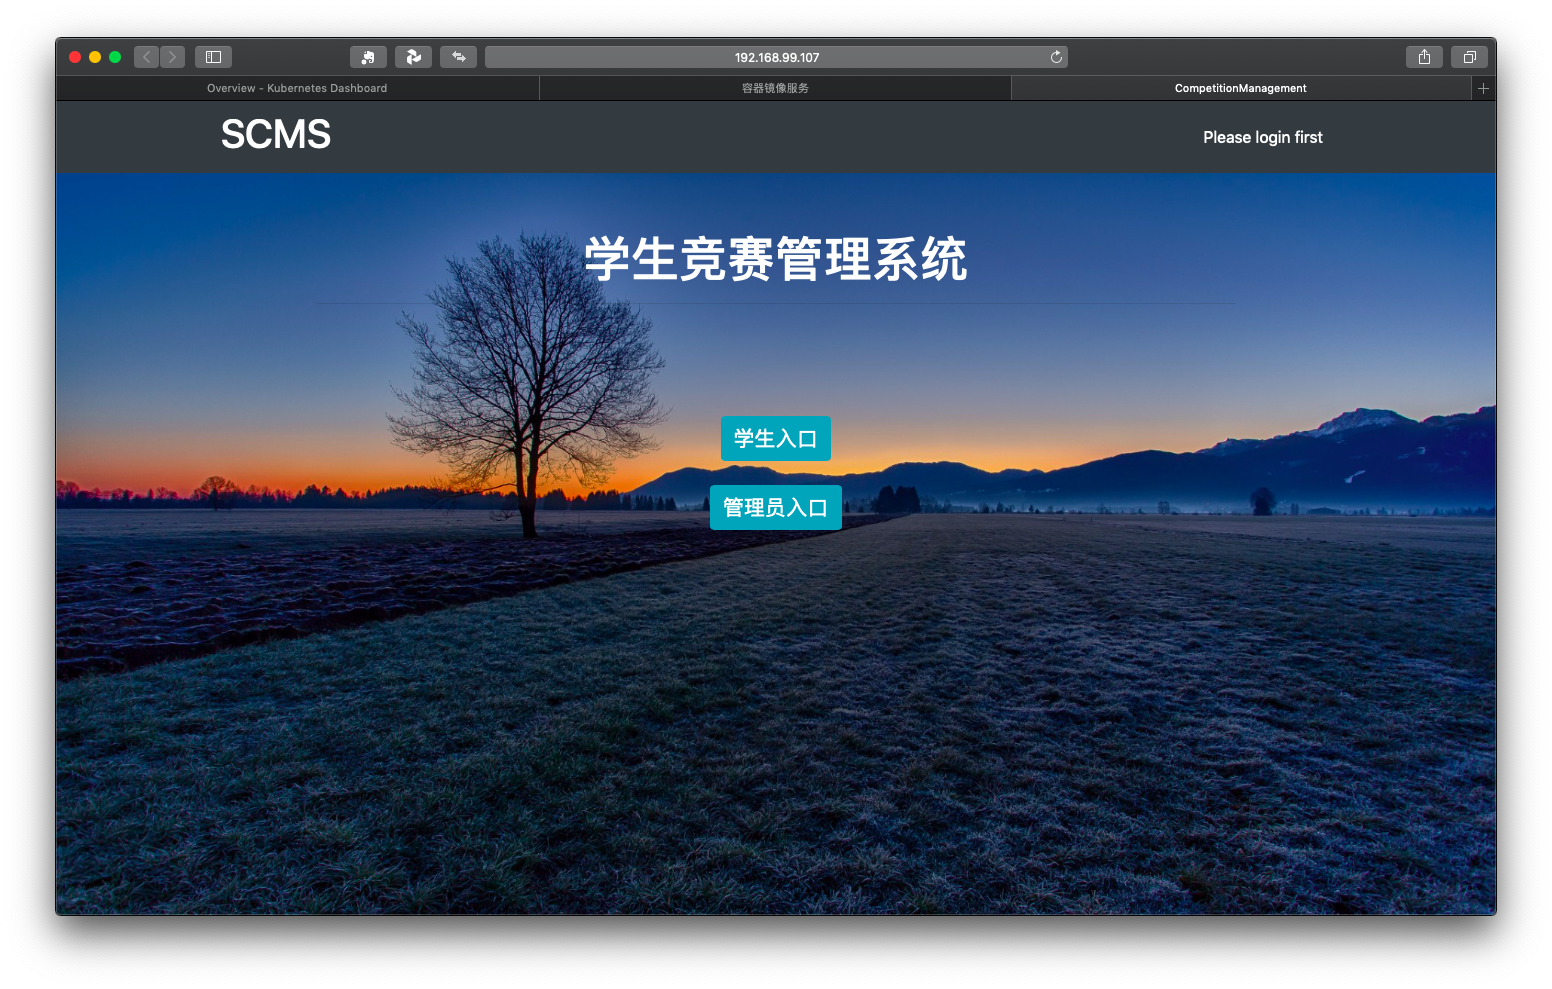 192.168.99.107
Overview - Kubernetes Dashboard
容器镜像服务
CompetitionManagement
SCMS
Please login first
学生竞赛管理系统
学生入口
管理员入口